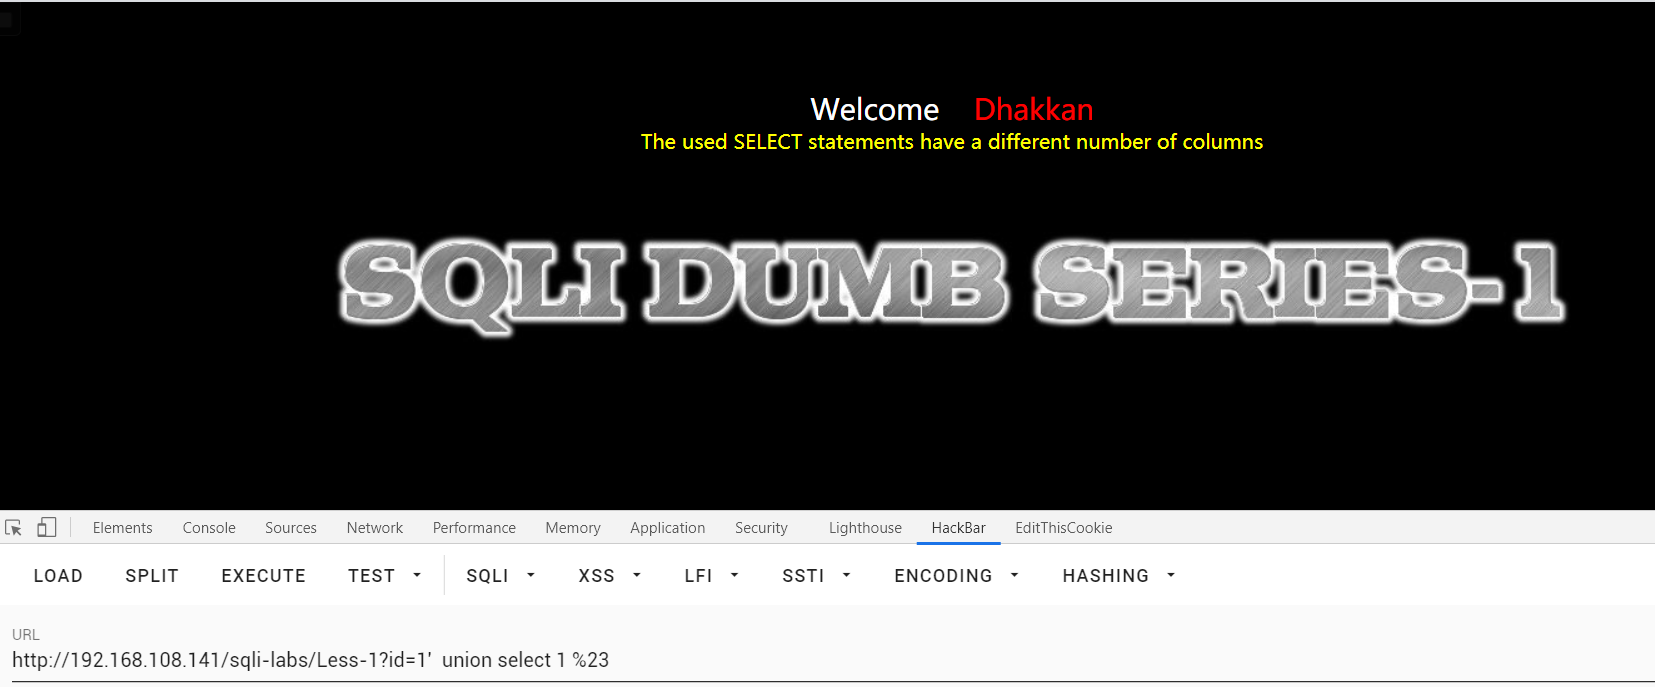 Welcome Dhakkan
The used SELECT statements have a different number of columns
SQLI DUMB SERIES-1
Elements Console Sources Network Performance Memory Application Security Lighthouse HackBar EditThisCookie
LOAD SPLIT EXECUTE TEST SQLI XSS LFI SSTI ENCODING HASHING
URL
http://192.168.108.141/sqli-labs/Less-1?id=1'  union select 1 %23